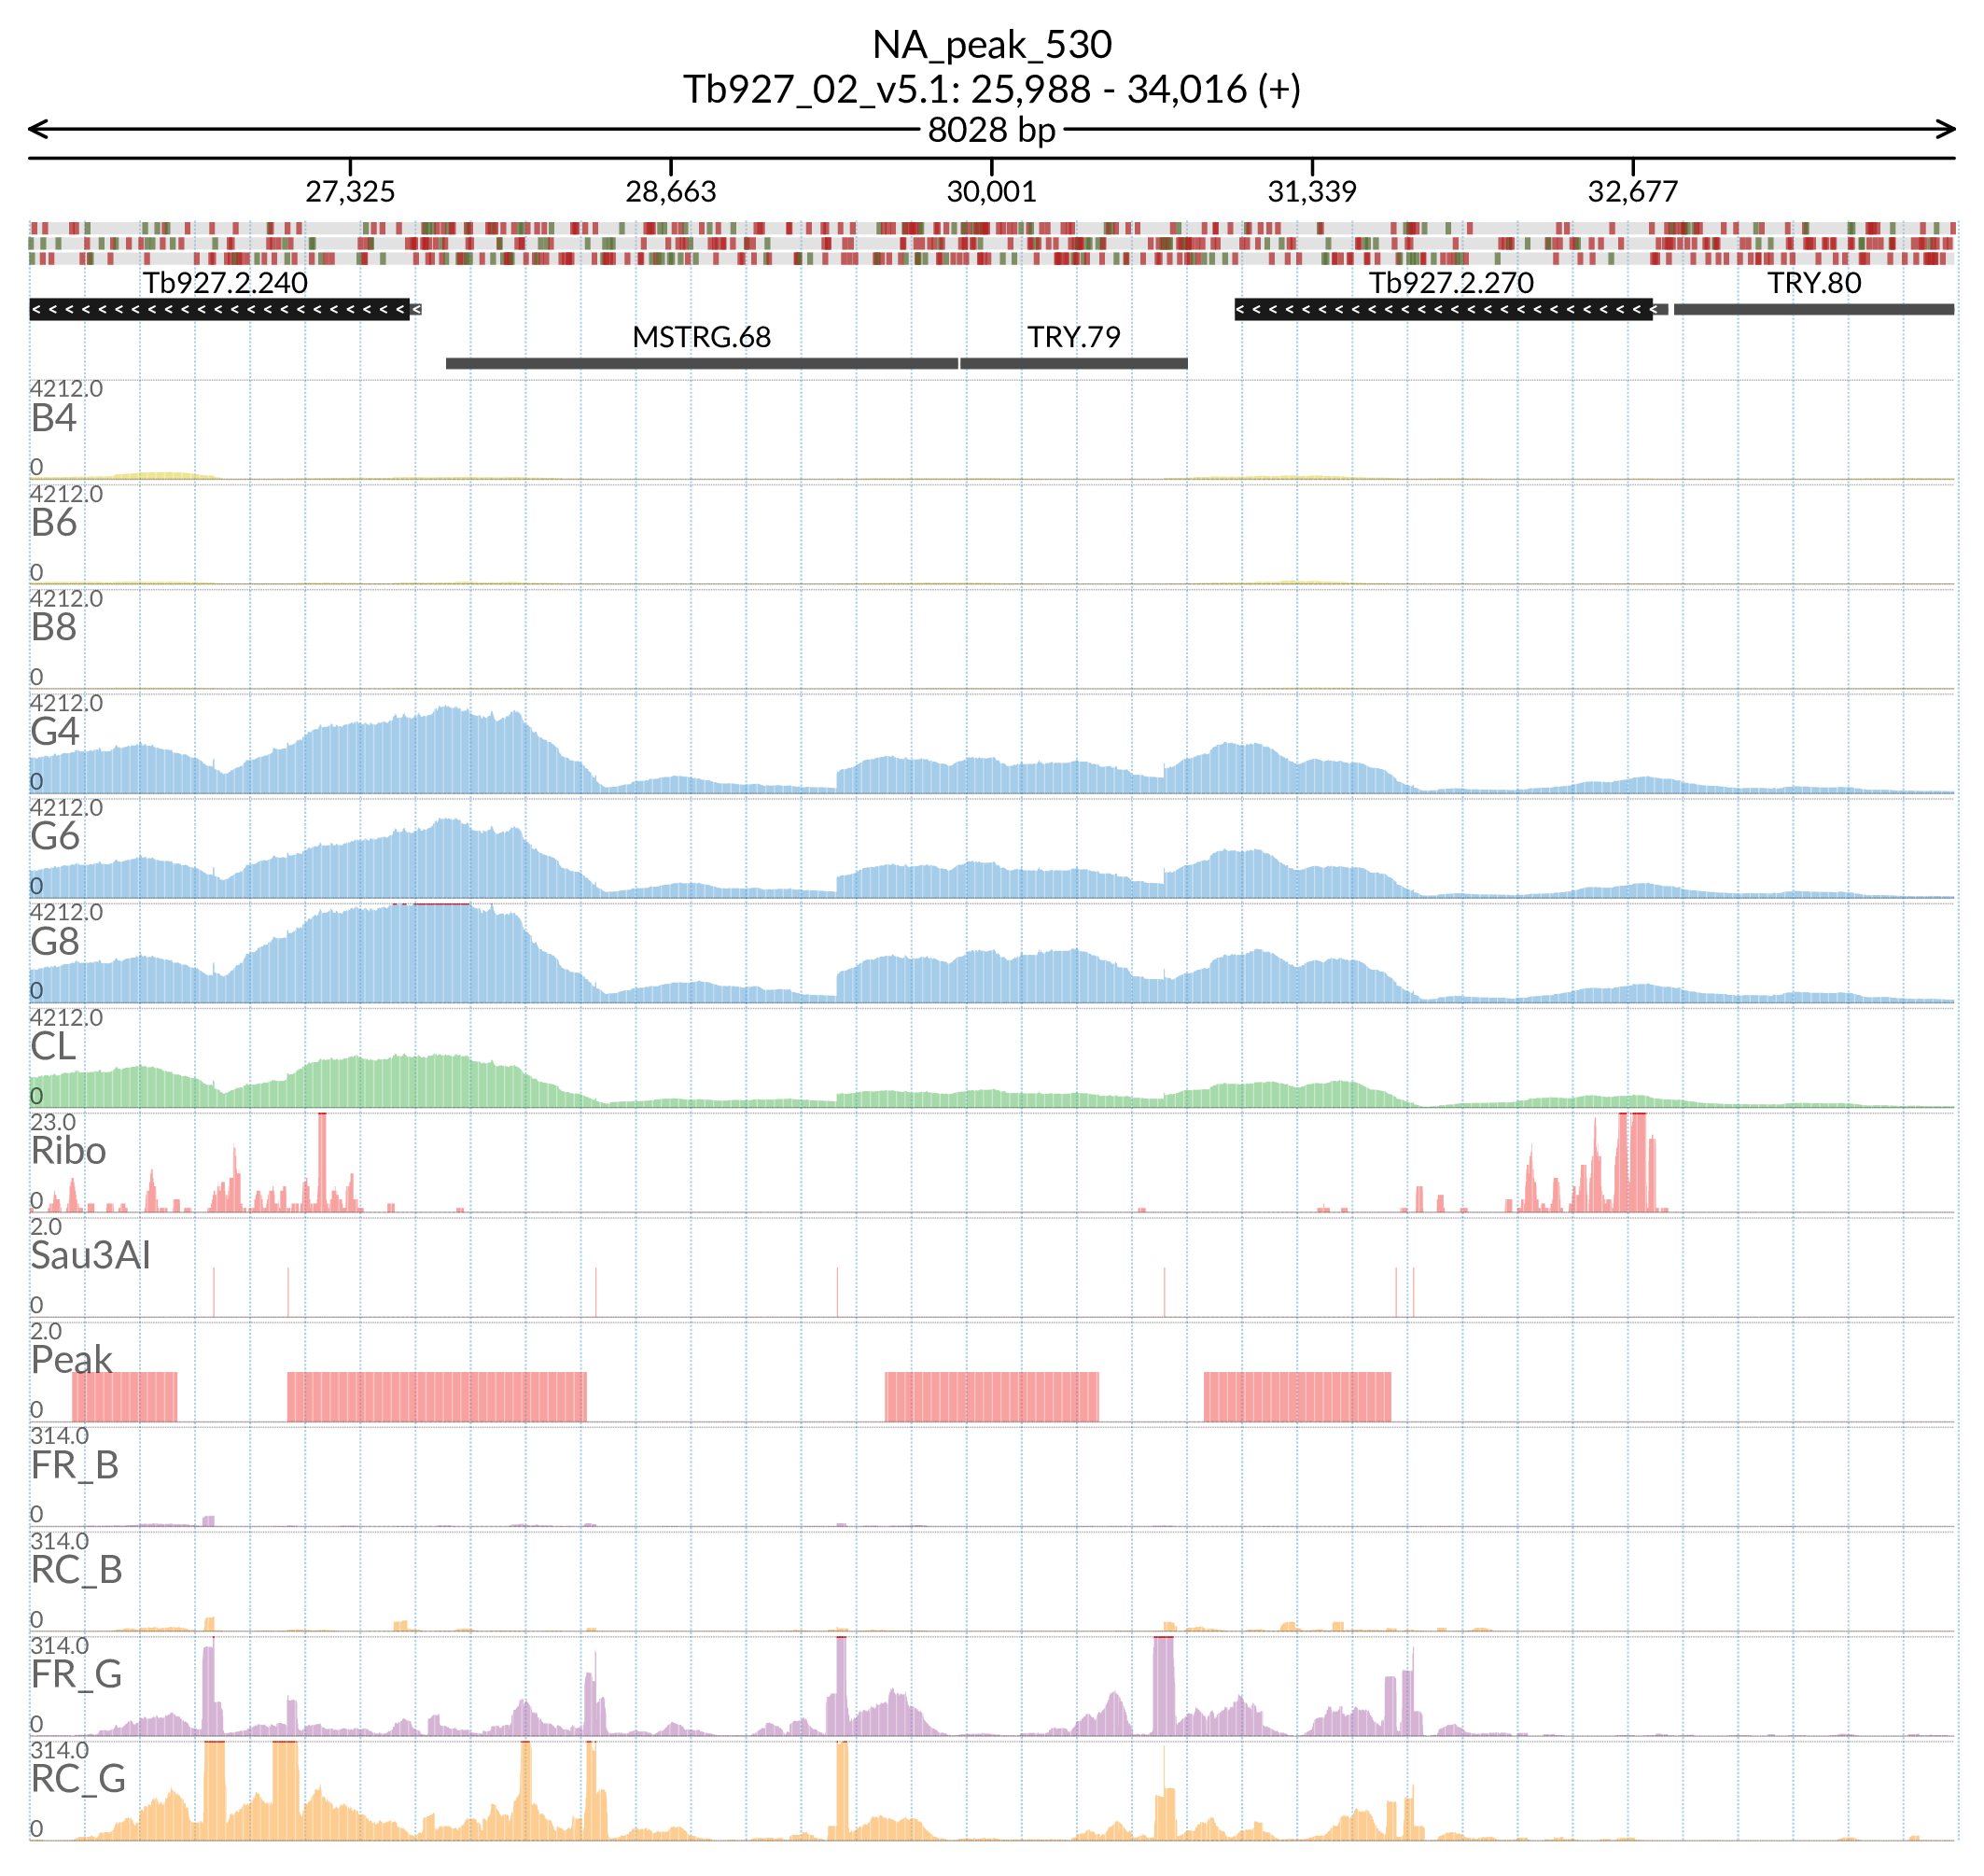 NA_peak_530
Tb927_02_v5.1: 25,988 - 34,016 (+)
8028 bp
27,325 28,663 30,001 31,339 32,677
Tb927.2.240 Tb927.2.270 TRY.80
MSTRG.68 TRY.79
4212.0
B4
0
4212.0
B6
0
4212.0
B8
0
4212.0
G4
0
4212.0
G6
0
4212.0
G8
0
4212.0
CL
0
23.0
Ribo
0
2.0
Sau3AI
0
2.0
Peak
0
314.0
FR_B
0
314.0
RC_B
0
314.0
FR_G
0
314.0
RC_G
0